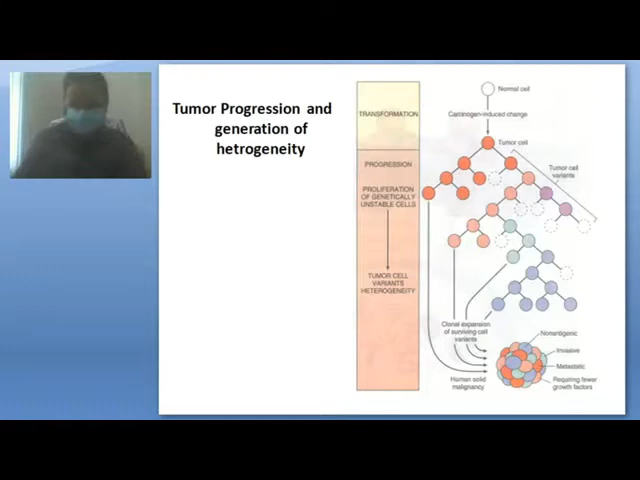 Tumor Progression and
generation of
hetrogeneity
TRANSFORMATION
PROGRESSION
PROLIFERATION
OF GENETICALLY
UNSTABLE CELLS
TUMOR CELL
VARIANTS
HETEROGENEITY
Normal cell
Carcinogen-induced change
Tumor cell
Tumor cell
variants
Clonal expansion
of surviving cell
variants
Nonantigenic
Invasive
Metastatic
Requiring fewer
growth factors
Human solid
malignancy